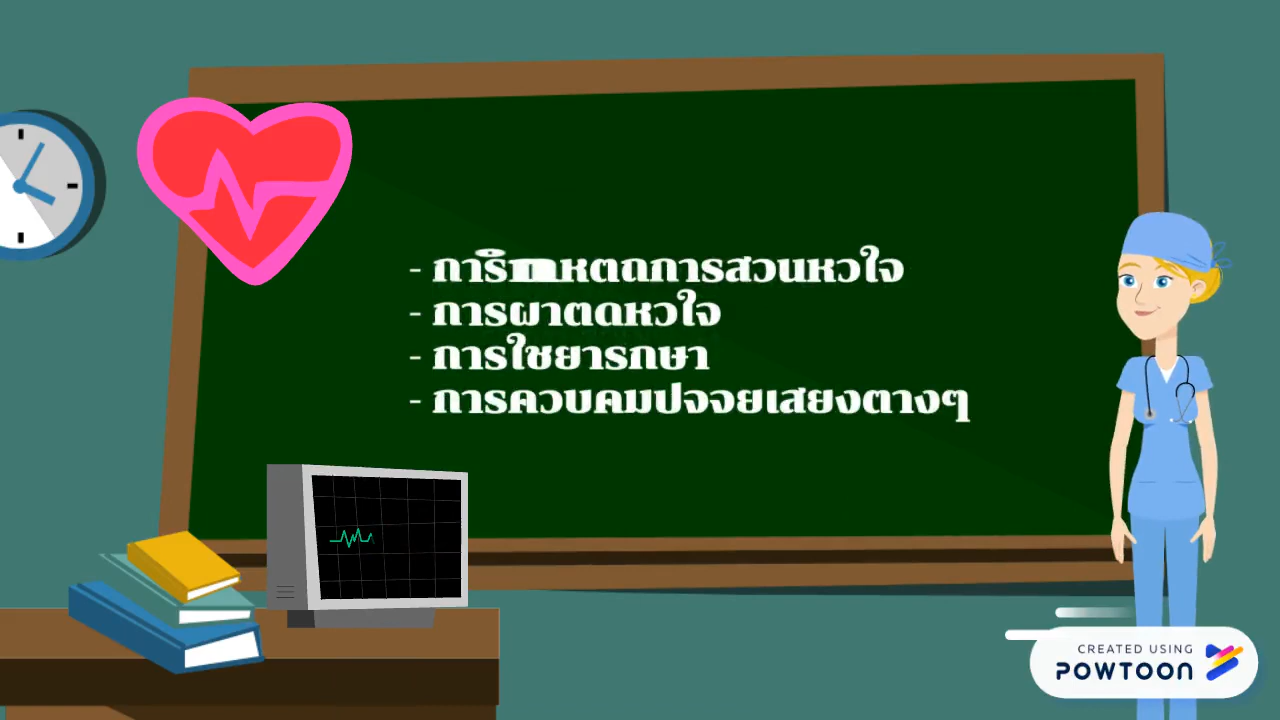 - การหตถการสวนหวใจ
- การผาตดหวใจ
- การใชยารกษา
- การควบคมปจจยเสยงตางๆ
CREATED USING
POWTOON